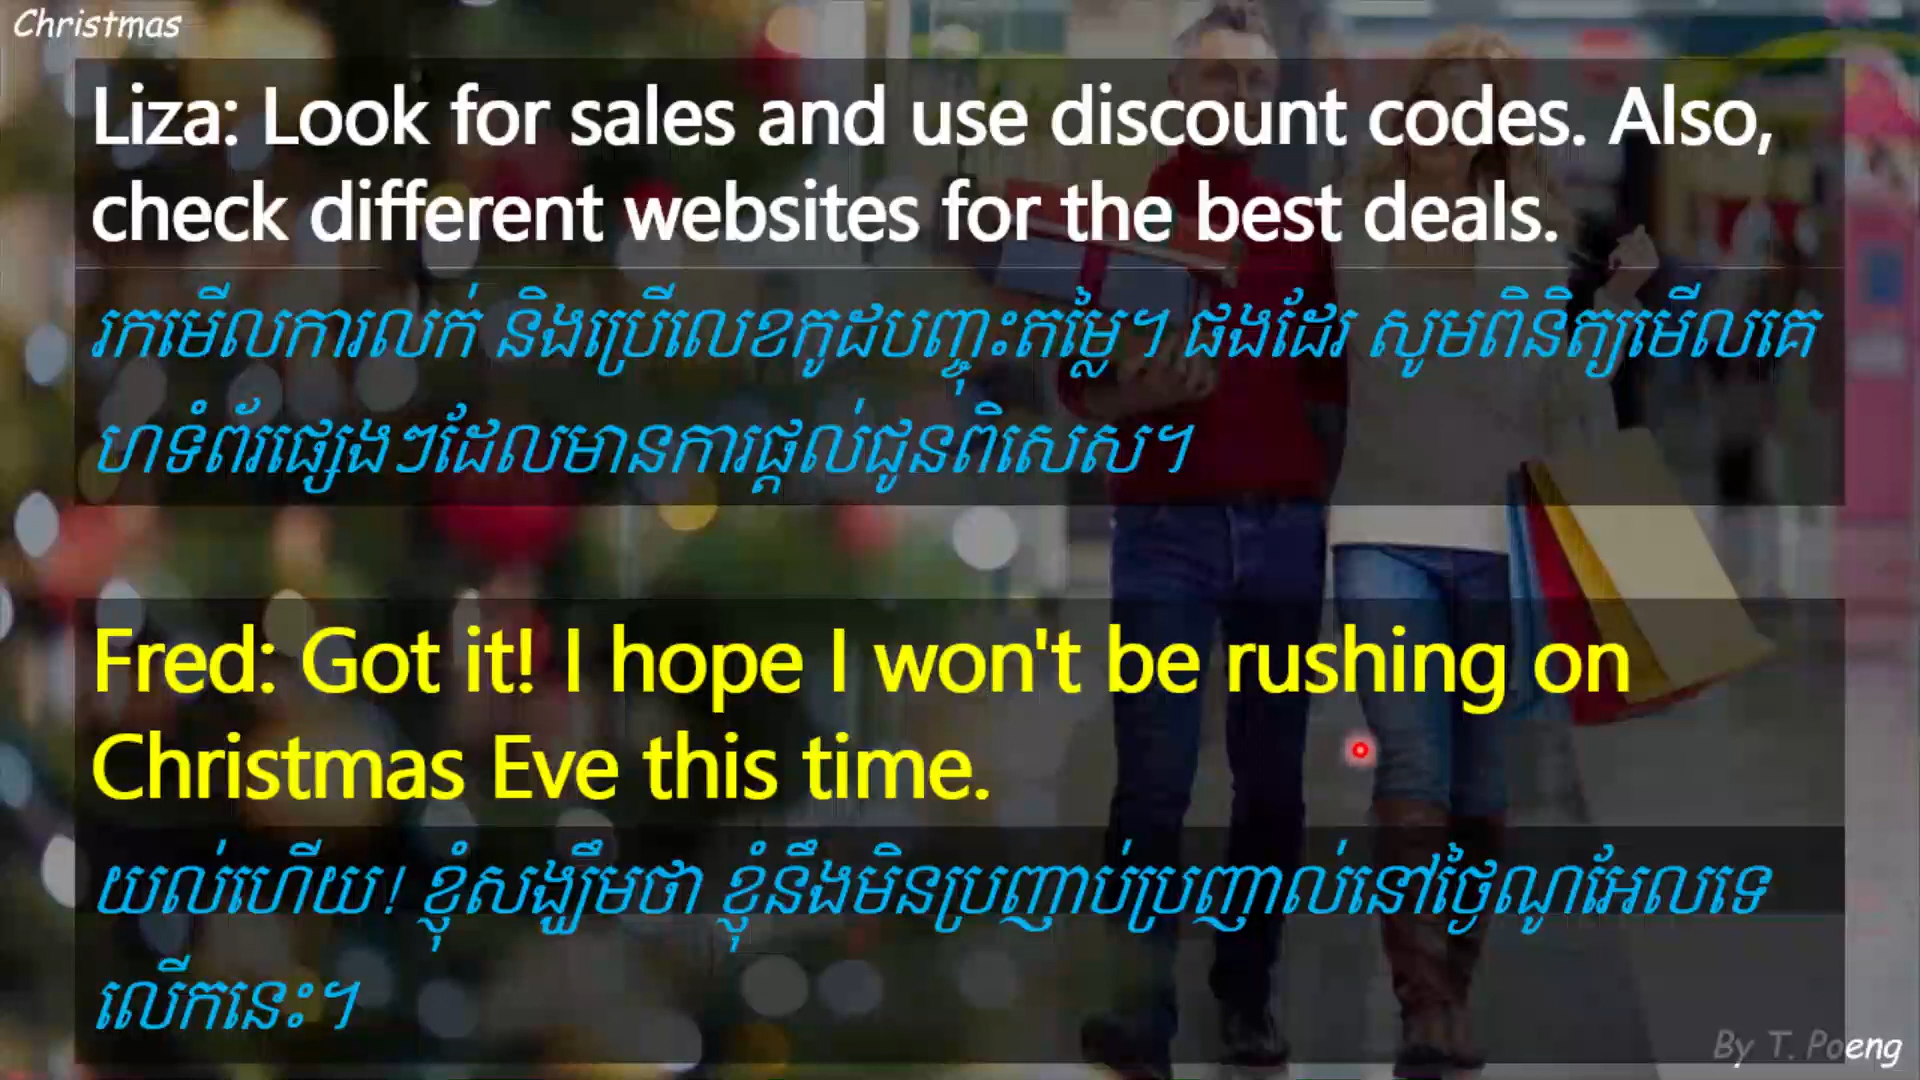 Christmas
Liza: Look for sales and use discount codes. Also,
check different websites for the best deals.
រកមើលការលក់ និងប្រើលេខកូដបញ្ចុះតម្លៃ។ ផងដែរ សូមពិនិត្យមើលគេ
ហទំព័រផ្សេងៗដែលមានការផ្តល់ជូនពិសេស។
Fred: Got it! I hope I won't be rushing on
Christmas Eve this time.
យល់ហើយ! ខ្ញុំសង្ឃឹមថា ខ្ញុំនឹងមិនប្រញាប់ប្រញាល់នៅថ្ងៃណូអែលទេ
លើកនេះ។
By T. Poeng